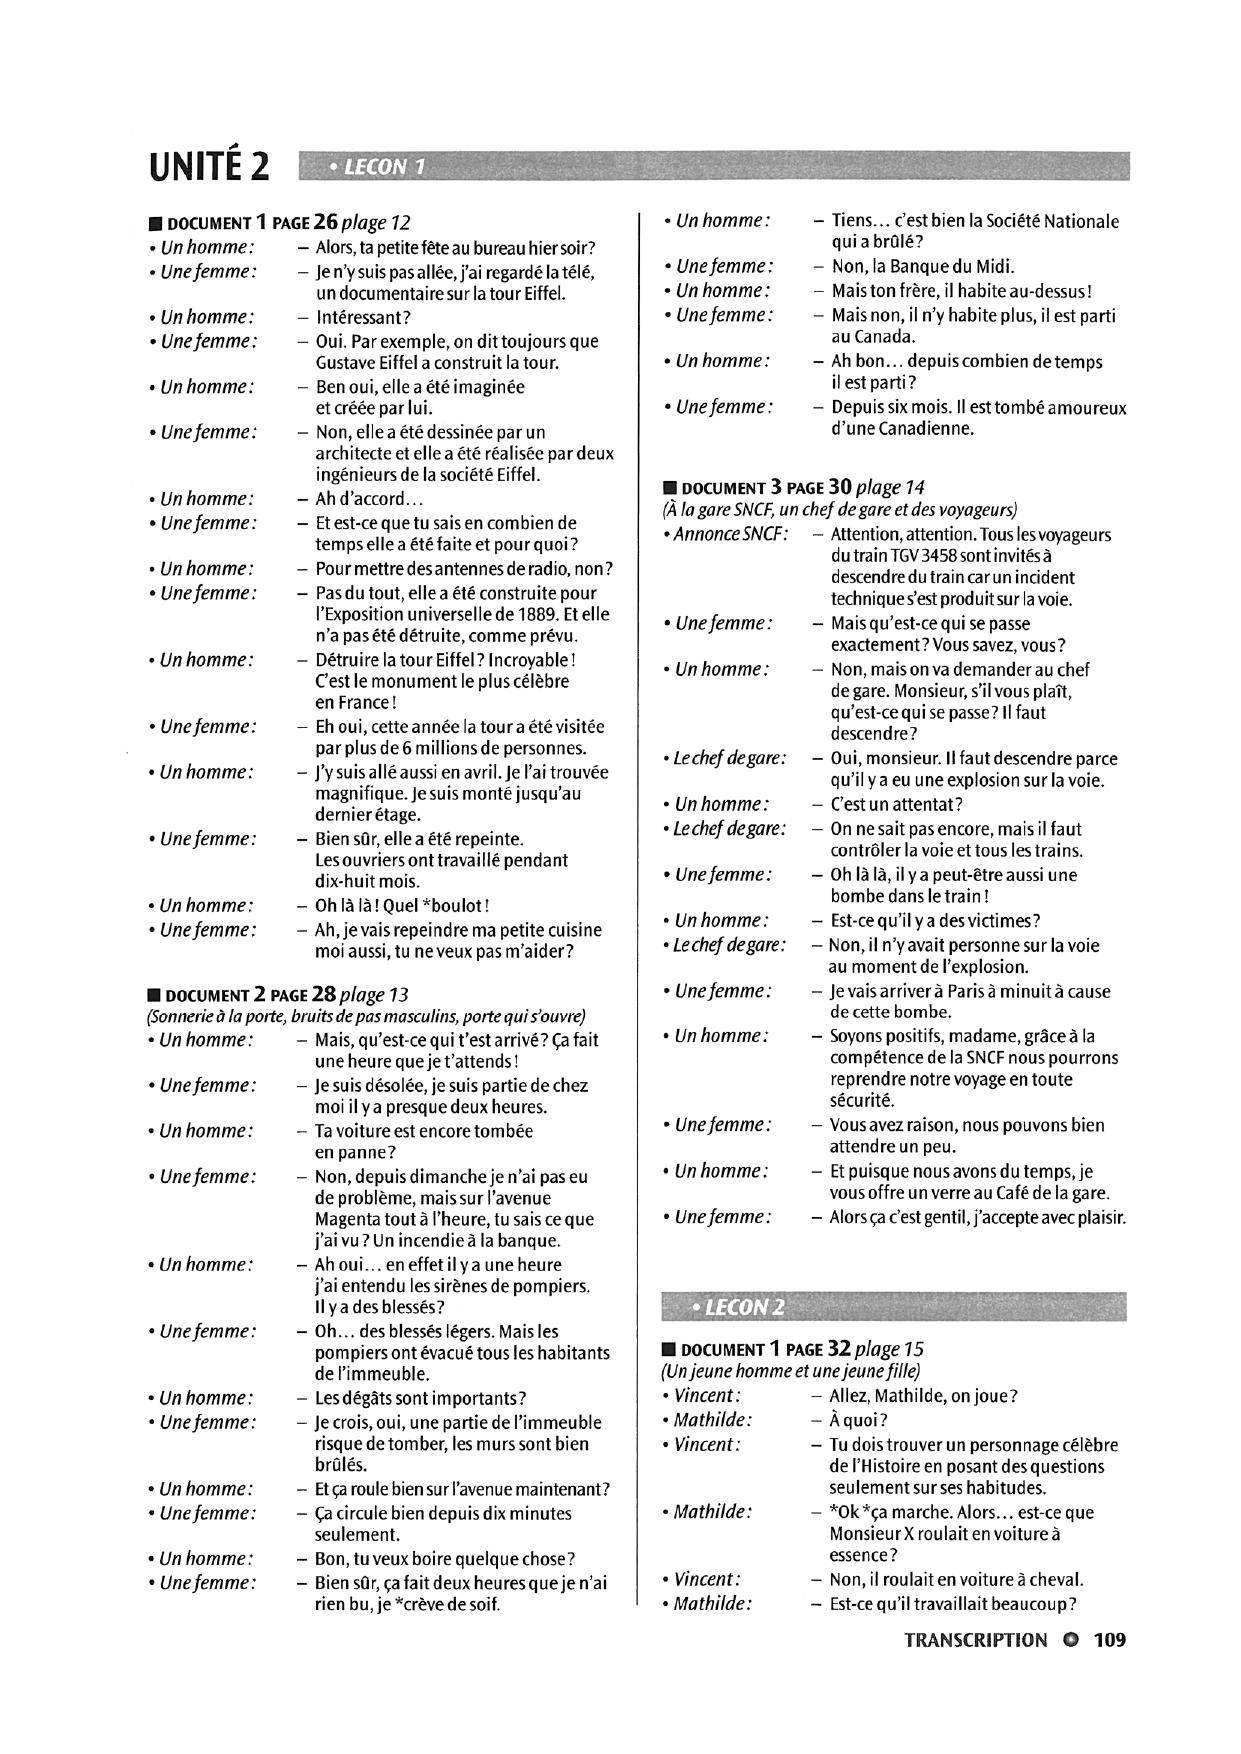 UNITÉ 2
• LECON 1
■ DOCUMENT 1 PAGE 26 plage 12
• Un homme : – Alors, ta petite fête au bureau hier soir ?
• Une femme : – Je n'y suis pas allée, j'ai regardé la télé,
un documentaire sur la tour Eiffel.
• Un homme : – Intéressant ?
• Une femme : – Oui. Par exemple, on dit toujours que
Gustave Eiffel a construit la tour.
• Un homme : – Ben oui, elle a été imaginée
et créée par lui.
• Une femme : – Non, elle a été dessinée par un
architecte et elle a été réalisée par deux
ingénieurs de la société Eiffel.
• Un homme : – Ah d'accord...
• Une femme : – Et est-ce que tu sais en combien de
temps elle a été faite et pour quoi ?
• Un homme : – Pour mettre des antennes de radio, non ?
• Une femme : – Pas du tout, elle a été construite pour
l'Exposition universelle de 1889. Et elle
n'a pas été détruite, comme prévu.
• Un homme : – Détruire la tour Eiffel ? Incroyable !
C'est le monument le plus célèbre
en France !
• Une femme : – Eh oui, cette année la tour a été visitée
par plus de 6 millions de personnes.
• Un homme : – J'y suis allé aussi en avril. Je l'ai trouvée
magnifique. Je suis monté jusqu'au
dernier étage.
• Une femme : – Bien sûr, elle a été repeinte.
Les ouvriers ont travaillé pendant
dix-huit mois.
• Un homme : – Oh là là ! Quel *boulot !
• Une femme : – Ah, je vais repeindre ma petite cuisine
moi aussi, tu ne veux pas m'aider ?
■ DOCUMENT 2 PAGE 28 plage 13
(Sonnerie à la porte, bruits de pas masculins, porte qui s'ouvre)
• Un homme : – Mais, qu'est-ce qui t'est arrivé ? Ça fait
une heure que je t'attends !
• Une femme : – Je suis désolée, je suis partie de chez
moi il y a presque deux heures.
• Un homme : – Ta voiture est encore tombée
en panne ?
• Une femme : – Non, depuis dimanche je n'ai pas eu
de problème, mais sur l'avenue
Magenta tout à l'heure, tu sais ce que
j'ai vu ? Un incendie à la banque.
• Un homme : – Ah oui... en effet il y a une heure
j'ai entendu les sirènes de pompiers.
Il y a des blessés ?
• Une femme : – Oh... des blessés légers. Mais les
pompiers ont évacué tous les habitants
de l'immeuble.
• Un homme : – Les dégâts sont importants ?
• Une femme : – Je crois, oui, une partie de l'immeuble
risque de tomber, les murs sont bien
brûlés.
• Un homme : – Et ça roule bien sur l'avenue maintenant ?
• Une femme : – Ça circule bien depuis dix minutes
seulement.
• Un homme : – Bon, tu veux boire quelque chose ?
• Une femme : – Bien sûr, ça fait deux heures que je n'ai
rien bu, je *crève de soif.
• Un homme : – Tiens... c'est bien la Société Nationale
qui a brûlé ?
• Une femme : – Non, la Banque du Midi.
• Un homme : – Mais ton frère, il habite au-dessus !
• Une femme : – Mais non, il n'y habite plus, il est parti
au Canada.
• Un homme : – Ah bon... depuis combien de temps
il est parti ?
• Une femme : – Depuis six mois. Il est tombé amoureux
d'une Canadienne.
■ DOCUMENT 3 PAGE 30 plage 14
(À la gare SNCF, un chef de gare et des voyageurs)
• Annonce SNCF : – Attention, attention. Tous les voyageurs
du train TGV 3458 sont invités à
descendre du train car un incident
technique s'est produit sur la voie.
• Une femme : – Mais qu'est-ce qui se passe
exactement ? Vous savez, vous ?
• Un homme : – Non, mais on va demander au chef
de gare. Monsieur, s'il vous plaît,
qu'est-ce qui se passe ? Il faut
descendre ?
• Le chef de gare : – Oui, monsieur. Il faut descendre parce
qu'il y a eu une explosion sur la voie.
• Un homme : – C'est un attentat ?
• Le chef de gare : – On ne sait pas encore, mais il faut
contrôler la voie et tous les trains.
• Une femme : – Oh là là, il y a peut-être aussi une
bombe dans le train !
• Un homme : – Est-ce qu'il y a des victimes ?
• Le chef de gare : – Non, il n'y avait personne sur la voie
au moment de l'explosion.
• Une femme : – Je vais arriver à Paris à minuit à cause
de cette bombe.
• Un homme : – Soyons positifs, madame, grâce à la
compétence de la SNCF nous pourrons
reprendre notre voyage en toute
sécurité.
• Une femme : – Vous avez raison, nous pouvons bien
attendre un peu.
• Un homme : – Et puisque nous avons du temps, je
vous offre un verre au Café de la gare.
• Une femme : – Alors ça c'est gentil, j'accepte avec plaisir.
• LECON 2
■ DOCUMENT 1 PAGE 32 plage 15
(Un jeune homme et une jeune fille)
• Vincent : – Allez, Mathilde, on joue ?
• Mathilde : – À quoi ?
• Vincent : – Tu dois trouver un personnage célèbre
de l'Histoire en posant des questions
seulement sur ses habitudes.
• Mathilde : – *Ok *ça marche. Alors... est-ce que
Monsieur X roulait en voiture à
essence ?
• Vincent : – Non, il roulait en voiture à cheval.
• Mathilde : – Est-ce qu'il travaillait beaucoup ?
TRANSCRIPTION 109